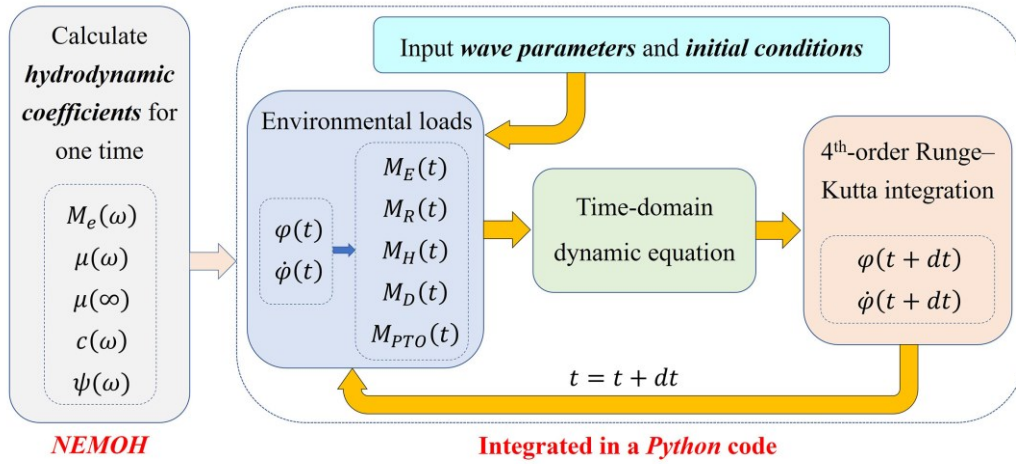 Calculate
hydrodynamic
coefficients for
one time
M_e(ω)
μ(ω)
μ(∞)
c(ω)
ψ(ω)
NEMOH
Input wave parameters and initial conditions
Environmental loads
φ(t)
φ̇(t)
M_E(t)
M_R(t)
M_H(t)
M_D(t)
M_PTO(t)
Time-domain
dynamic equation
4th-order Runge–
Kutta integration
φ(t + dt)
φ̇(t + dt)
t = t + dt
Integrated in a Python code